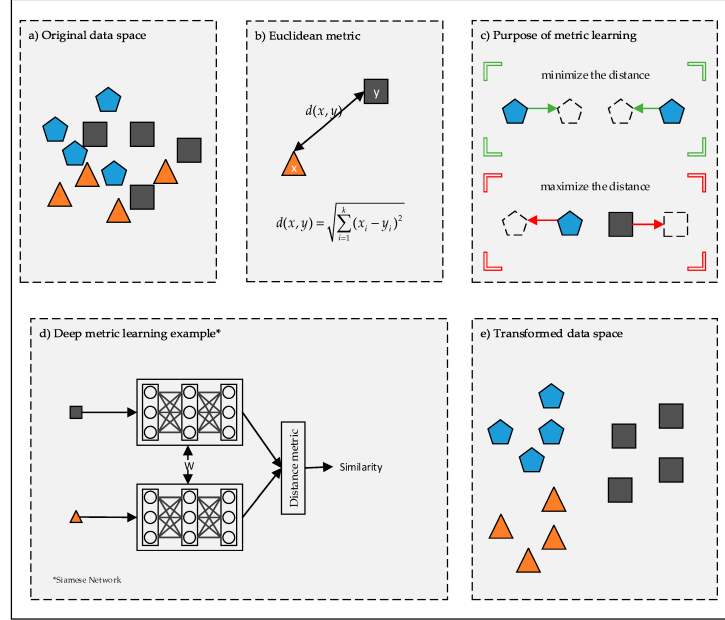 a) Original data space
b) Euclidean metric
y
d(x,y)
x
d(x,y) = √∑_{i=1}^{k}(x_i − y_i)^2
c) Purpose of metric learning
minimize the distance
maximize the distance
d) Deep metric learning example*
W
Distance metric
Similarity
*Siamese Network
e) Transformed data space